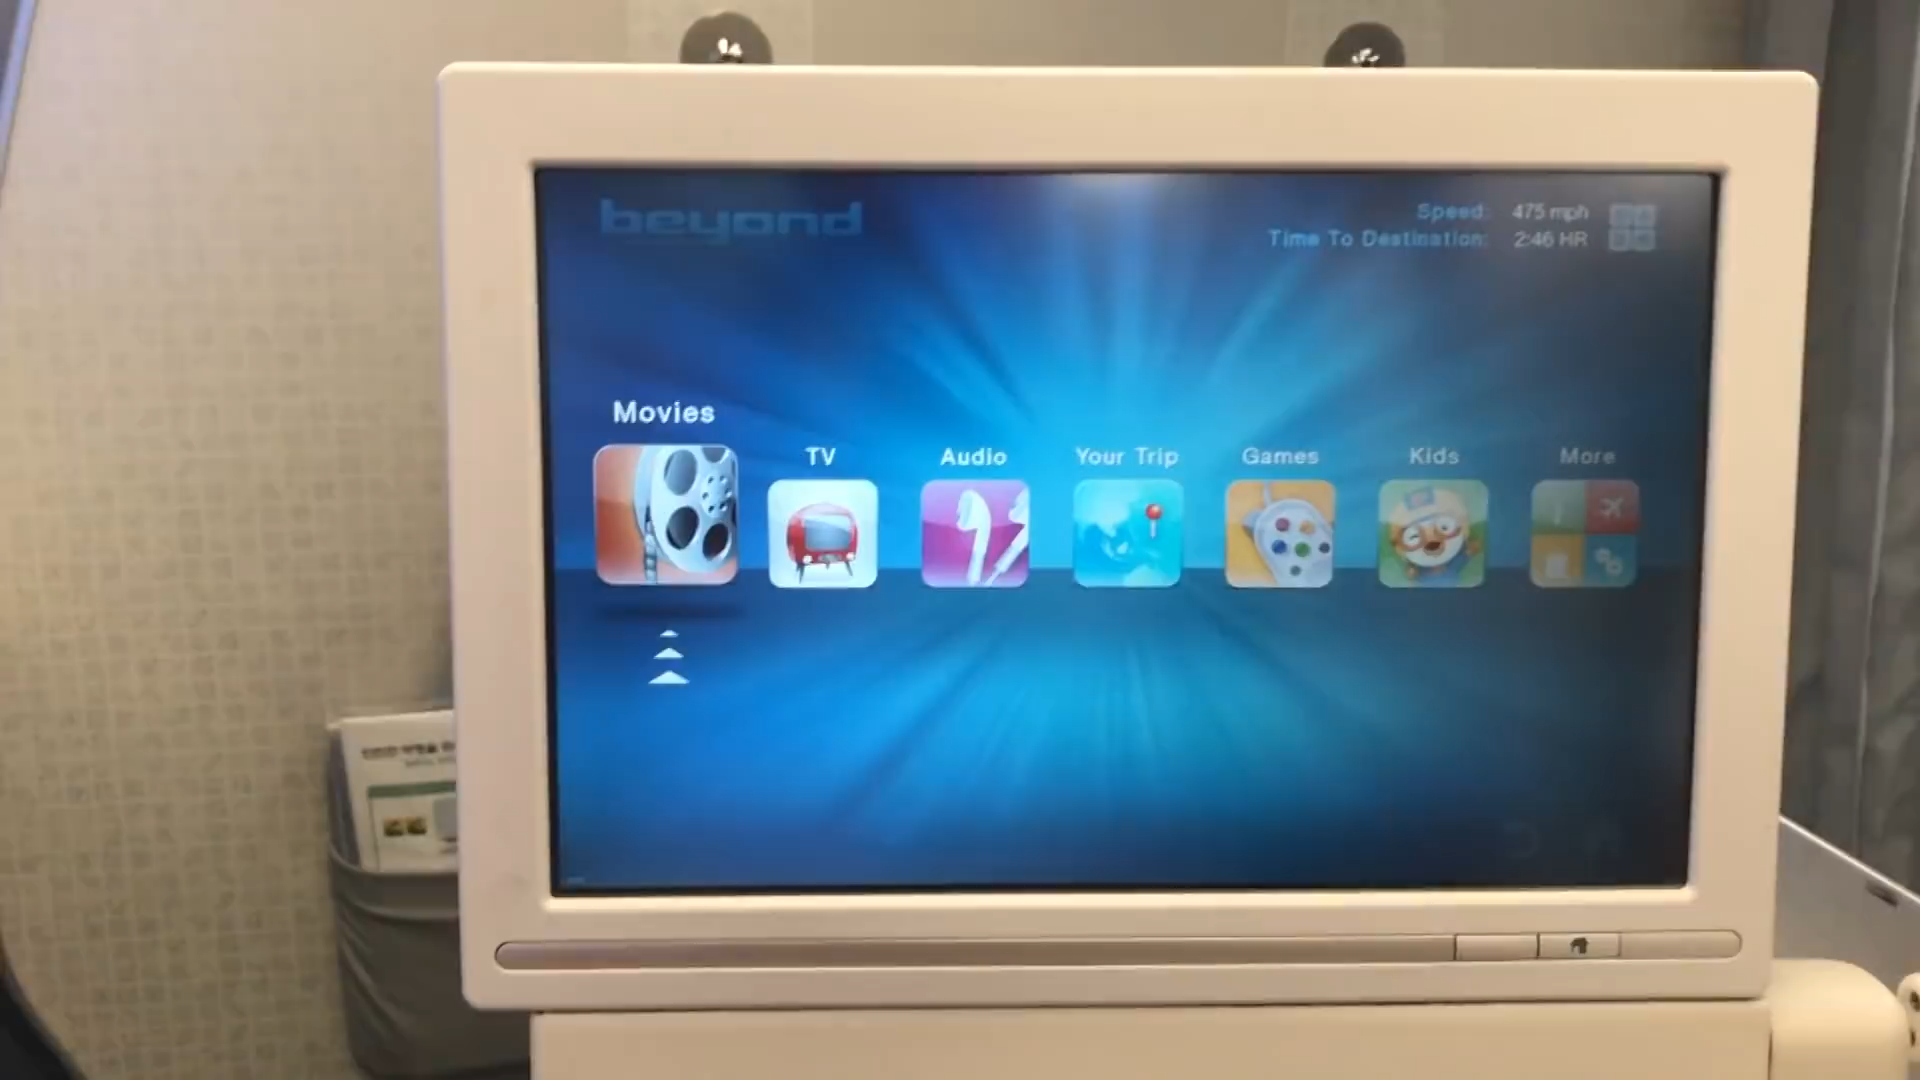 beyond
Speed: 475 mph
Time To Destination: 2:46 HR
Movies
TV
Audio
Your Trip
Games
Kids
More